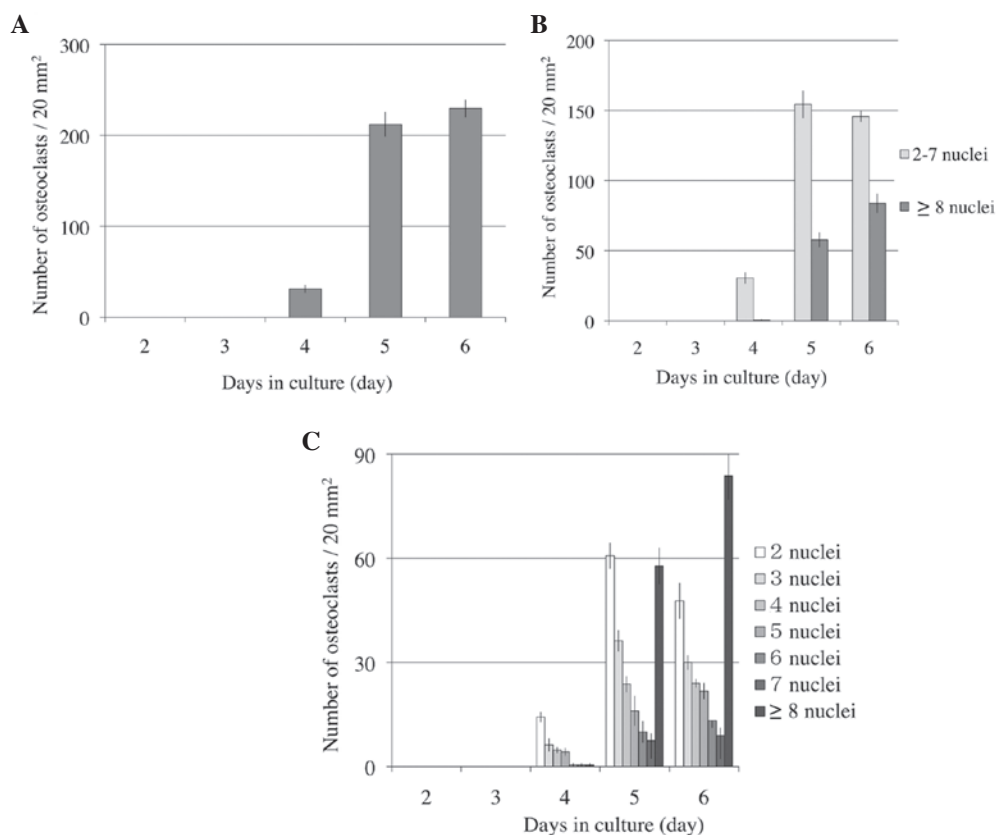 A
Number of osteoclasts / 20 mm²
300
200
100
0
2 3 4 5 6
Days in culture (day)
B
Number of osteoclasts / 20 mm²
200
150
100
50
0
2 3 4 5 6
Days in culture (day)
2-7 nuclei
≥ 8 nuclei
C
Number of osteoclasts / 20 mm²
90
60
30
0
2 3 4 5 6
Days in culture (day)
2 nuclei
3 nuclei
4 nuclei
5 nuclei
6 nuclei
7 nuclei
≥ 8 nuclei